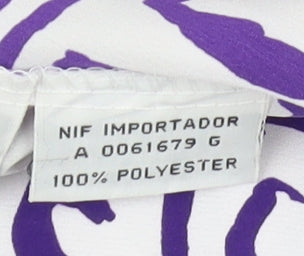 NIF IMPORTADOR
A 0061679 G
100% POLYESTER